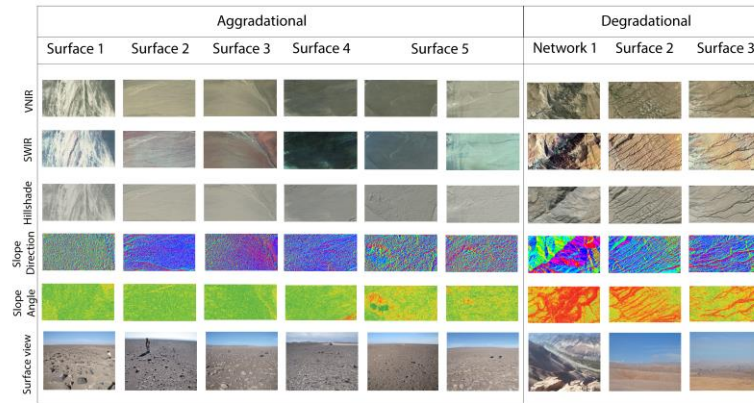 Aggradational Degradational
Surface 1 Surface 2 Surface 3 Surface 4 Surface 5 Network 1 Surface 2 Surface 3
VNIR
SWIR
Hillshade
Slope
Direction
Slope
Angle
Surface view